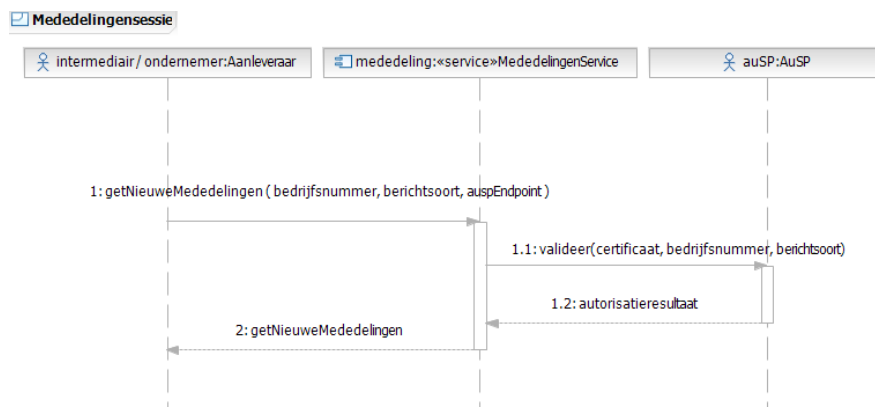 Mededelingensessie
intermediair / ondernemer:Aanleveraar
mededeling:«service»MededelingenService
auSP:AuSP
1: getNieuweMededelingen ( bedrijfsnummer, berichtsoort, auspEndpoint )
1.1: valideer(certificaat, bedrijfsnummer, berichtsoort)
1.2: autorisatieresultaat
2: getNieuweMededelingen